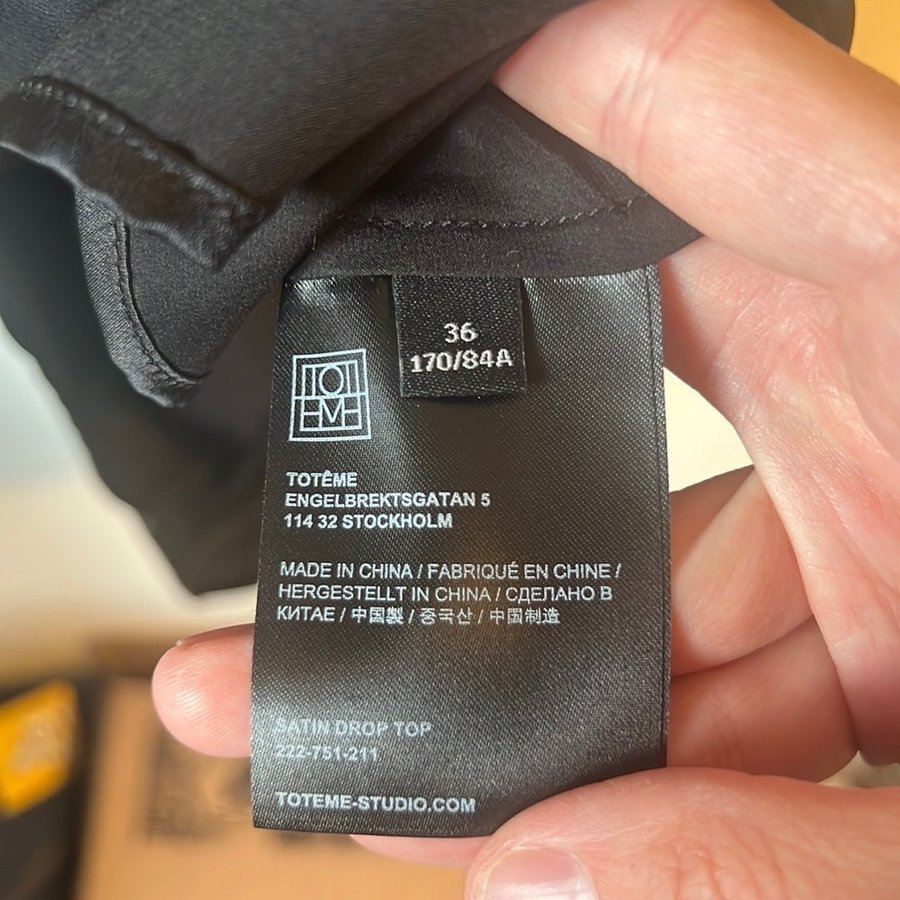 36
170/84A
TOTÊME
ENGELBREKTSGATAN 5
114 32 STOCKHOLM
MADE IN CHINA / FABRIQUÉ EN CHINE /
HERGESTELLT IN CHINA / СДЕЛАНО В
КИТАЕ / 中国製 / 중국산 / 中国制造
SATIN DROP TOP
222-751-211
TOTEME-STUDIO.COM